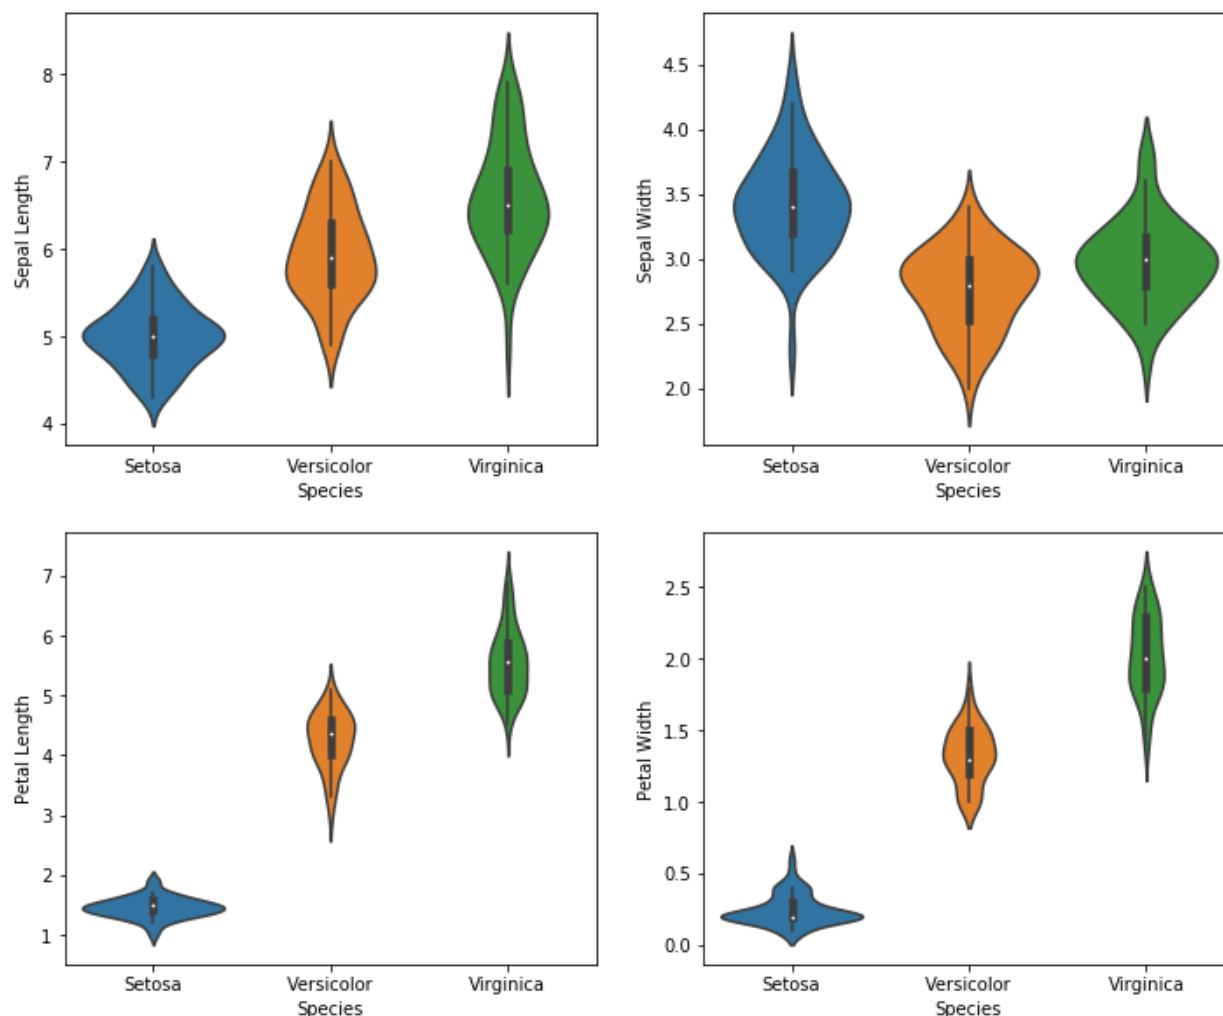 Sepal Length
8
7
6
5
4
Setosa Versicolor Virginica
Species
Sepal Width
4.5
4.0
3.5
3.0
2.5
2.0
Setosa Versicolor Virginica
Species
Petal Length
7
6
5
4
3
2
1
Setosa Versicolor Virginica
Species
Petal Width
2.5
2.0
1.5
1.0
0.5
0.0
Setosa Versicolor Virginica
Species